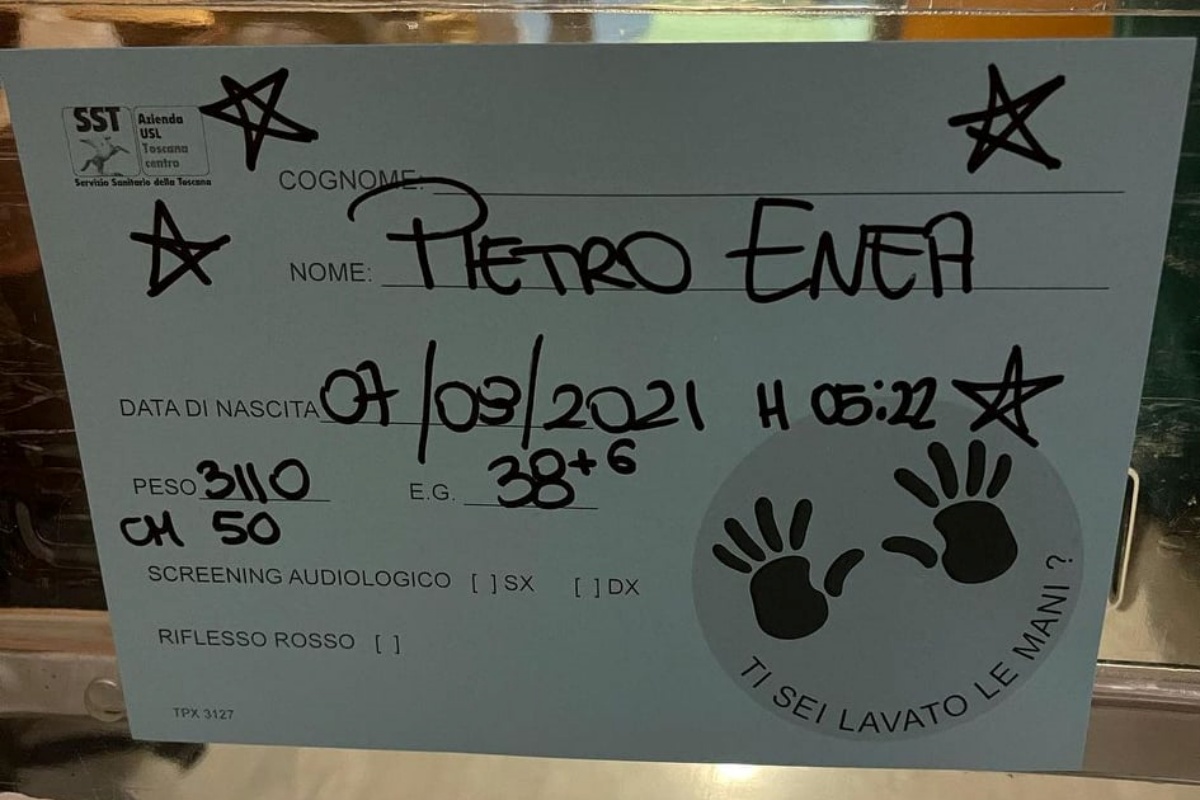 SST Azienda
USL
Toscana
centro
Servizio Sanitario della Toscana
COGNOME:
NOME: PIETRO ENEA
DATA DI NASCITA 07/03/2021 H 05:22
PESO 3110 E.G. 38+6
CM 50
SCREENING AUDIOLOGICO [ ] SX [ ] DX
RIFLESSO ROSSO [ ]
TI SEI LAVATO LE MANI ?
TPX 3127